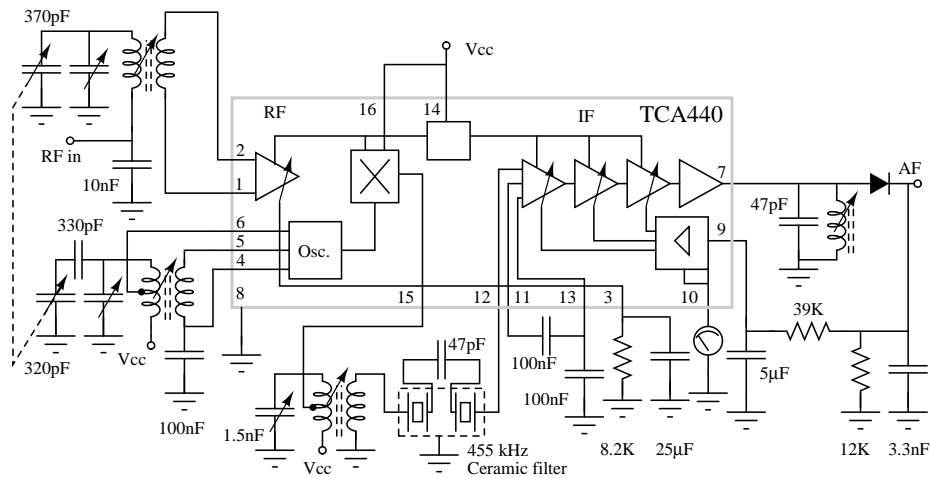 370pF
Vcc
RF
16
14
IF
TCA440
RF in
2
1
10nF
7
AF
47pF
330pF
6
5
4
Osc.
9
8
15
12
11
13
3
10
39K
320pF
Vcc
47pF
100nF
5µF
100nF
100nF
1.5nF
Vcc
455 kHz
Ceramic filter
8.2K
25µF
12K
3.3nF